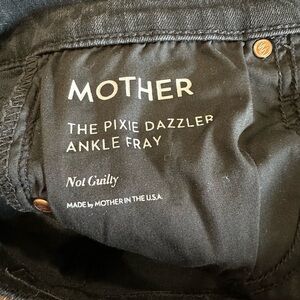 MOTHER
THE PIXIE DAZZLER
ANKLE FRAY
Not Guilty
MADE by MOTHER IN THE U.S.A.